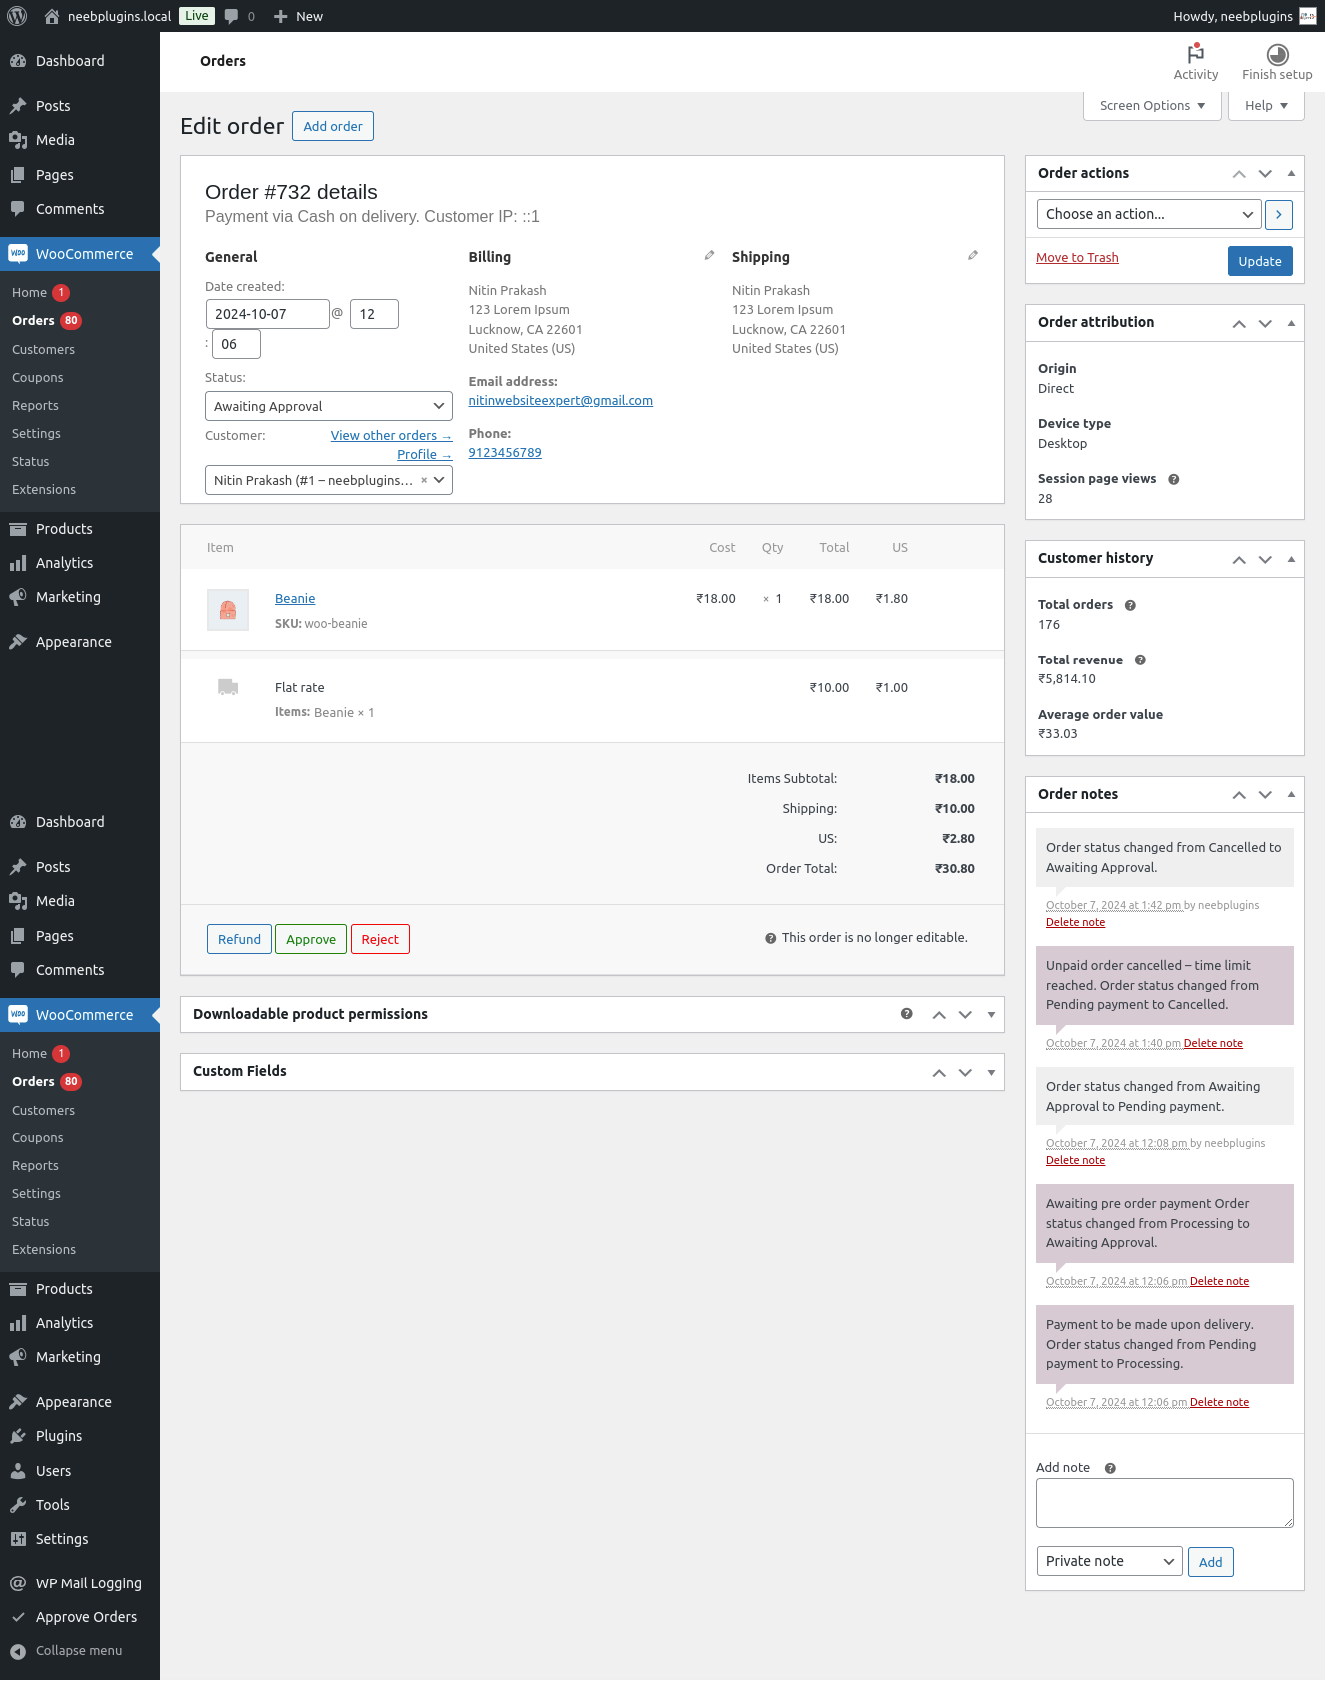 neebplugins.local Live 0 New
Howdy, neebplugins
Dashboard
Posts
Media
Pages
Comments
WooCommerce
Home 1
Orders 80
Customers
Coupons
Reports
Settings
Status
Extensions
Products
Analytics
Marketing
Appearance
Dashboard
Posts
Media
Pages
Comments
WooCommerce
Home 1
Orders 80
Customers
Coupons
Reports
Settings
Status
Extensions
Products
Analytics
Marketing
Appearance
Plugins
Users
Tools
Settings
WP Mail Logging
Approve Orders
Collapse menu
Orders
Activity
Finish setup
Screen Options ▼
Help ▼
Edit order
Add order
Order #732 details
Payment via Cash on delivery. Customer IP: ::1
General
Date created:
2024-10-07 @ 12
: 06
Status:
Awaiting Approval
Customer: View other orders →
Profile →
Nitin Prakash (#1 – neebplugins... ×
Billing
Nitin Prakash
123 Lorem Ipsum
Lucknow, CA 22601
United States (US)
Email address:
nitinwebsiteexpert@gmail.com
Phone:
9123456789
Shipping
Nitin Prakash
123 Lorem Ipsum
Lucknow, CA 22601
United States (US)
Item Cost Qty Total US
Beanie ₹18.00 × 1 ₹18.00 ₹1.80
SKU: woo-beanie
Flat rate ₹10.00 ₹1.00
Items: Beanie × 1
Items Subtotal: ₹18.00
Shipping: ₹10.00
US: ₹2.80
Order Total: ₹30.80
Refund Approve Reject
This order is no longer editable.
Downloadable product permissions
Custom Fields
Order actions
Choose an action...
Move to Trash
Update
Order attribution
Origin
Direct
Device type
Desktop
Session page views
28
Customer history
Total orders
176
Total revenue
₹5,814.10
Average order value
₹33.03
Order notes
Order status changed from Cancelled to
Awaiting Approval.
October 7, 2024 at 1:42 pm by neebplugins
Delete note
Unpaid order cancelled – time limit
reached. Order status changed from
Pending payment to Cancelled.
October 7, 2024 at 1:40 pm Delete note
Order status changed from Awaiting
Approval to Pending payment.
October 7, 2024 at 12:08 pm by neebplugins
Delete note
Awaiting pre order payment Order
status changed from Processing to
Awaiting Approval.
October 7, 2024 at 12:06 pm Delete note
Payment to be made upon delivery.
Order status changed from Pending
payment to Processing.
October 7, 2024 at 12:06 pm Delete note
Add note
Private note
Add